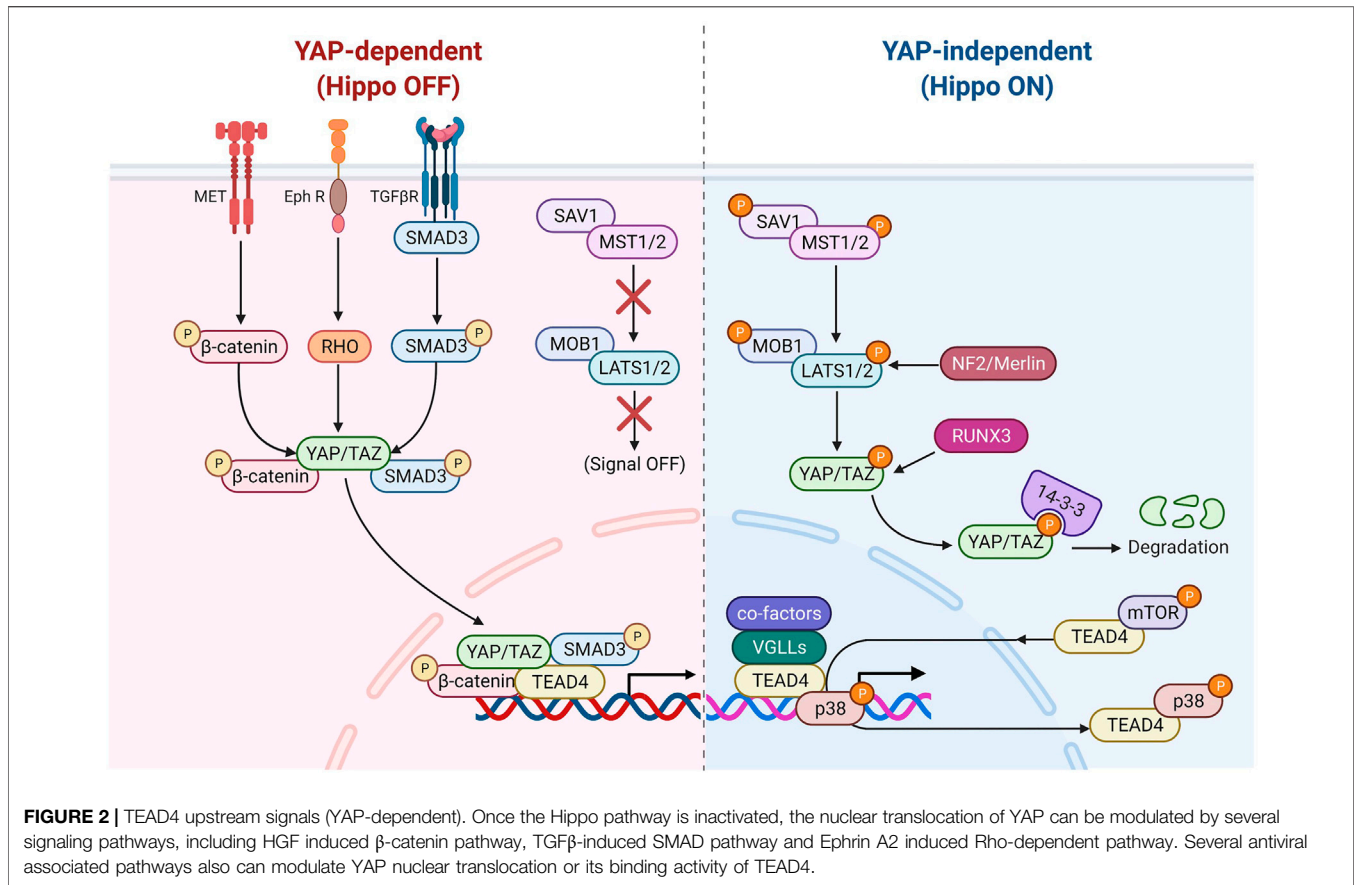 YAP-dependent
(Hippo OFF)
YAP-independent
(Hippo ON)
MET
Eph R
TGFβR
SMAD3
SAV1
MST1/2
P
β-catenin
RHO
SMAD3
P
MOB1
LATS1/2
(Signal OFF)
YAP/TAZ
P
β-catenin
SMAD3
P
YAP/TAZ
SMAD3
P
P
β-catenin
TEAD4
P
SAV1
P
MST1/2
P
MOB1
P
LATS1/2
NF2/Merlin
RUNX3
YAP/TAZ
P
14-3-3
P
YAP/TAZ
Degradation
co-factors
VGLLs
TEAD4
P
p38
P
mTOR
TEAD4
P
p38
TEAD4
FIGURE 2 | TEAD4 upstream signals (YAP-dependent). Once the Hippo pathway is inactivated, the nuclear translocation of YAP can be modulated by several
signaling pathways, including HGF induced β-catenin pathway, TGFβ-induced SMAD pathway and Ephrin A2 induced Rho-dependent pathway. Several antiviral
associated pathways also can modulate YAP nuclear translocation or its binding activity of TEAD4.